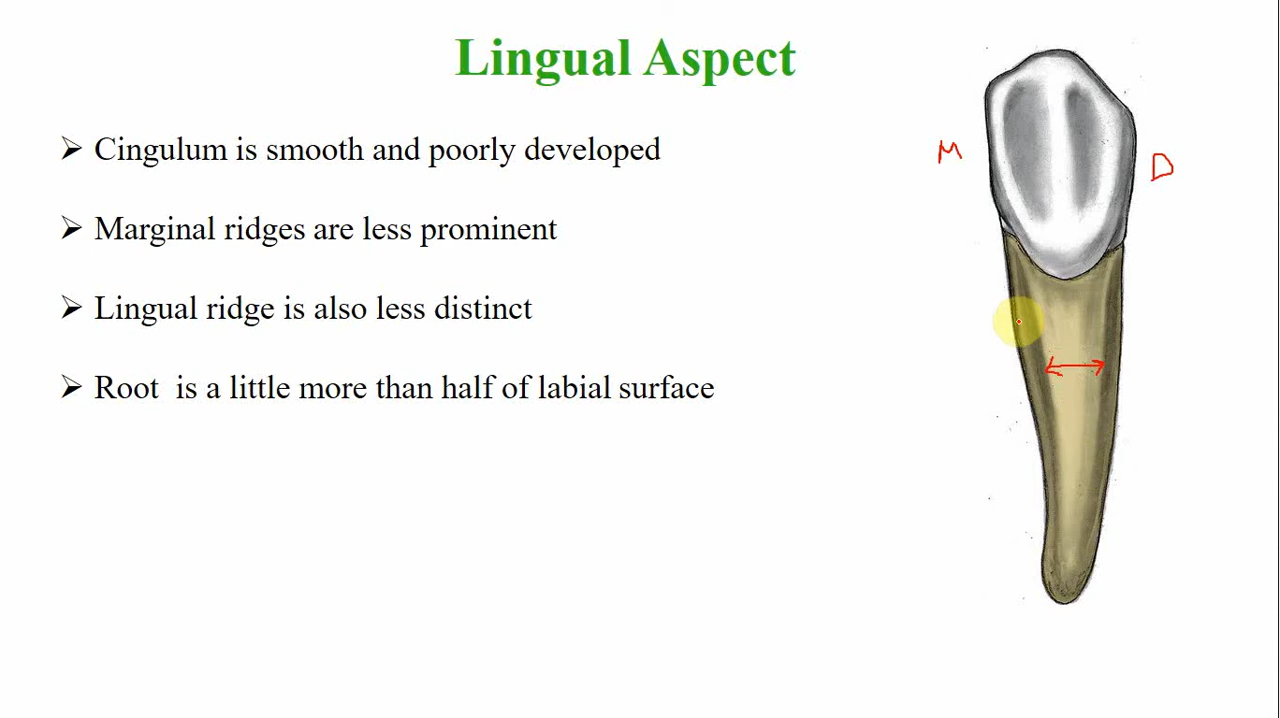 Lingual Aspect
➢ Cingulum is smooth and poorly developed
➢ Marginal ridges are less prominent
➢ Lingual ridge is also less distinct
➢ Root is a little more than half of labial surface
M
D